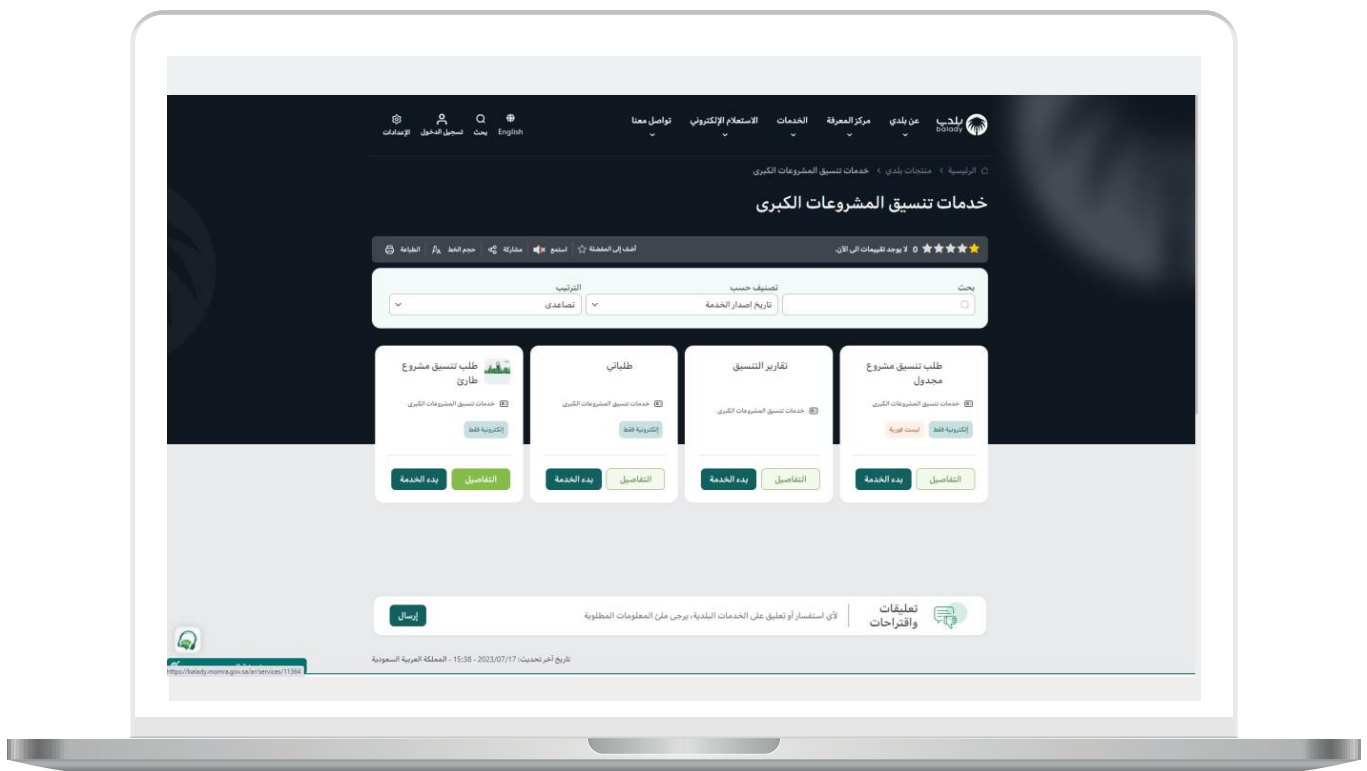 بلدي
balady
عن بلدي
مركز المعرفة
الخدمات
الاستعلام الإلكتروني
تواصل معنا
English
بحث
تسجيل الدخول
الإعدادات
الرئيسية > منتجات بلدي > خدمات تنسيق المشروعات الكبرى
خدمات تنسيق المشروعات الكبرى
0 لا يوجد تقييمات الى الآن.
أضف إلى المفضلة
استمع
مشاركة
حجم الخط
الطباعة
بحث
تصنيف حسب
الترتيب
تاريخ إصدار الخدمة
تصاعدى
طلب تنسيق مشروع
مجدول
خدمات تنسيق المشروعات الكبرى
إلكترونية فقط
ليست فورية
التفاصيل
بدء الخدمة
تقارير التنسيق
خدمات تنسيق المشروعات الكبرى
التفاصيل
بدء الخدمة
طلباتي
خدمات تنسيق المشروعات الكبرى
إلكترونية فقط
التفاصيل
بدء الخدمة
طلب تنسيق مشروع
طارئ
خدمات تنسيق المشروعات الكبرى
إلكترونية فقط
التفاصيل
بدء الخدمة
تعليقات
واقتراحات
لأي استفسار أو تعليق على الخدمات البلدية، يرجى ملئ المعلومات المطلوبة
إرسال
تاريخ آخر تحديث: 2023/07/17 - 15:38 - المملكة العربية السعودية
https://balady.momra.gov.sa/ar/services/11364